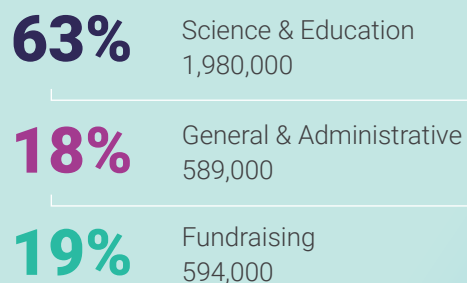 63%
Science & Education
1,980,000
18%
General & Administrative
589,000
19%
Fundraising
594,000